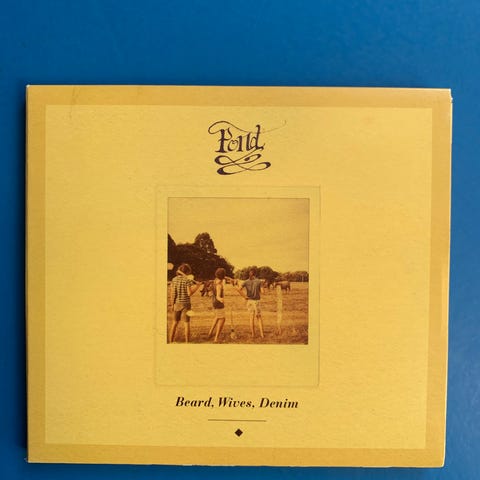 Pond
Beard, Wives, Denim